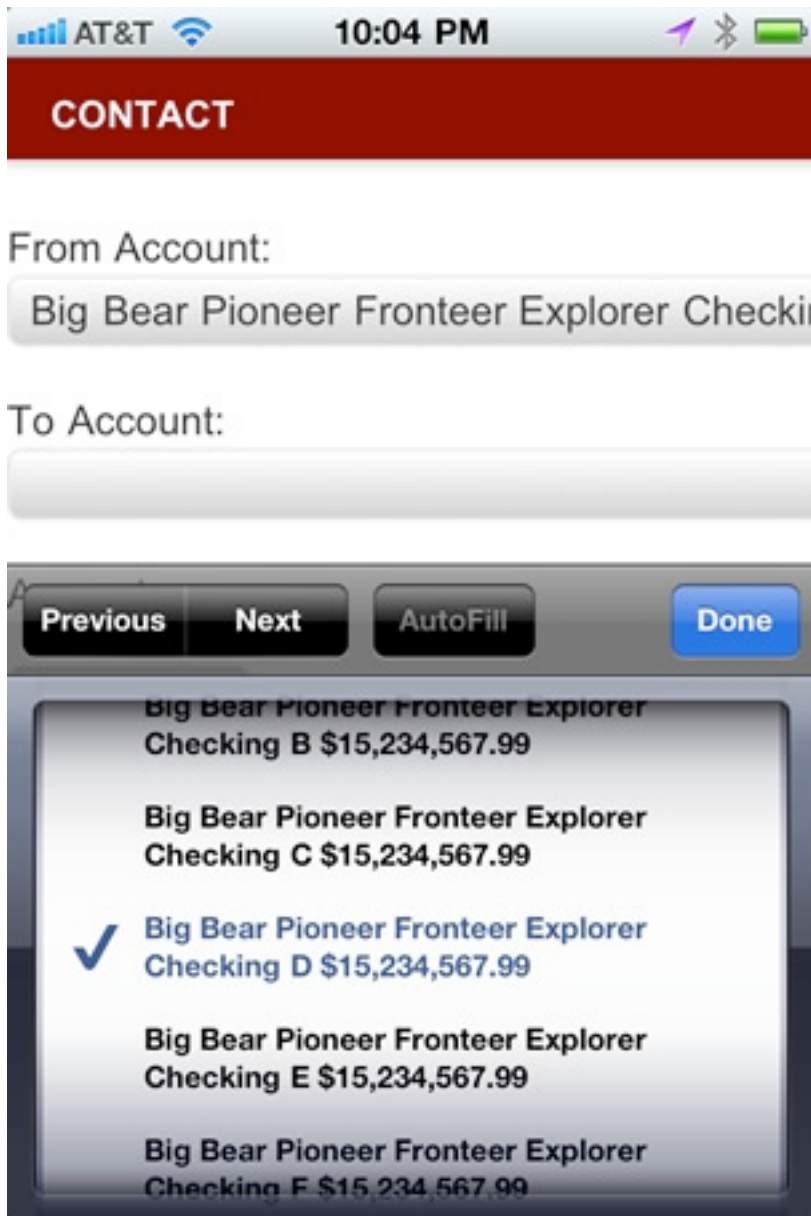 AT&T 10:04 PM
CONTACT
From Account:
Big Bear Pioneer Fronteer Explorer Checkin
To Account:
Previous Next AutoFill Done
Big Bear Pioneer Fronteer Explorer
Checking B $15,234,567.99
Big Bear Pioneer Fronteer Explorer
Checking C $15,234,567.99
Big Bear Pioneer Fronteer Explorer
Checking D $15,234,567.99
Big Bear Pioneer Fronteer Explorer
Checking E $15,234,567.99
Big Bear Pioneer Fronteer Explorer
Checking F $15,234,567.99